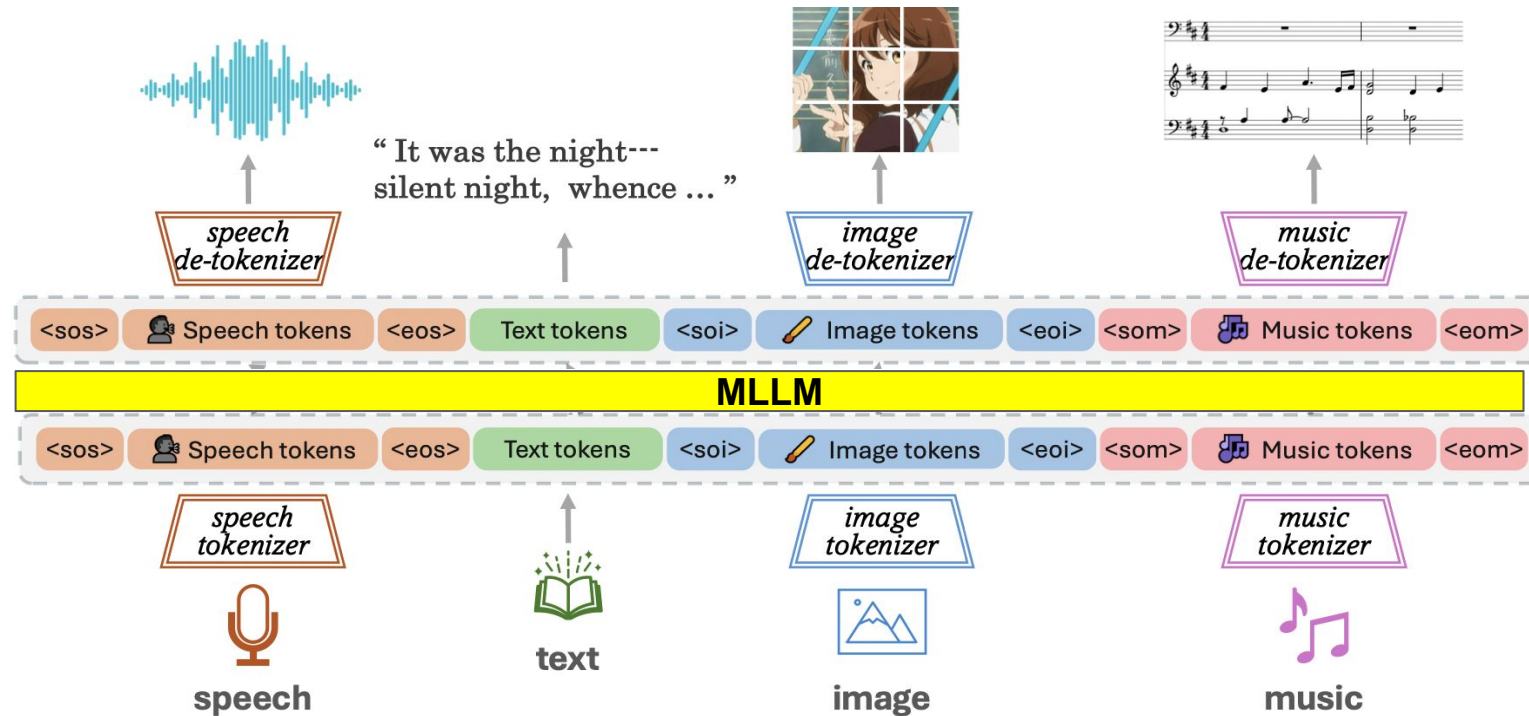 “ It was the night---
silent night, whence ... ”
speech
de-tokenizer
image
de-tokenizer
music
de-tokenizer
<sos> Speech tokens <eos> Text tokens <soi> Image tokens <eoi> <som> Music tokens <eom>
MLLM
<sos> Speech tokens <eos> Text tokens <soi> Image tokens <eoi> <som> Music tokens <eom>
speech
tokenizer
image
tokenizer
music
tokenizer
speech
text
image
music